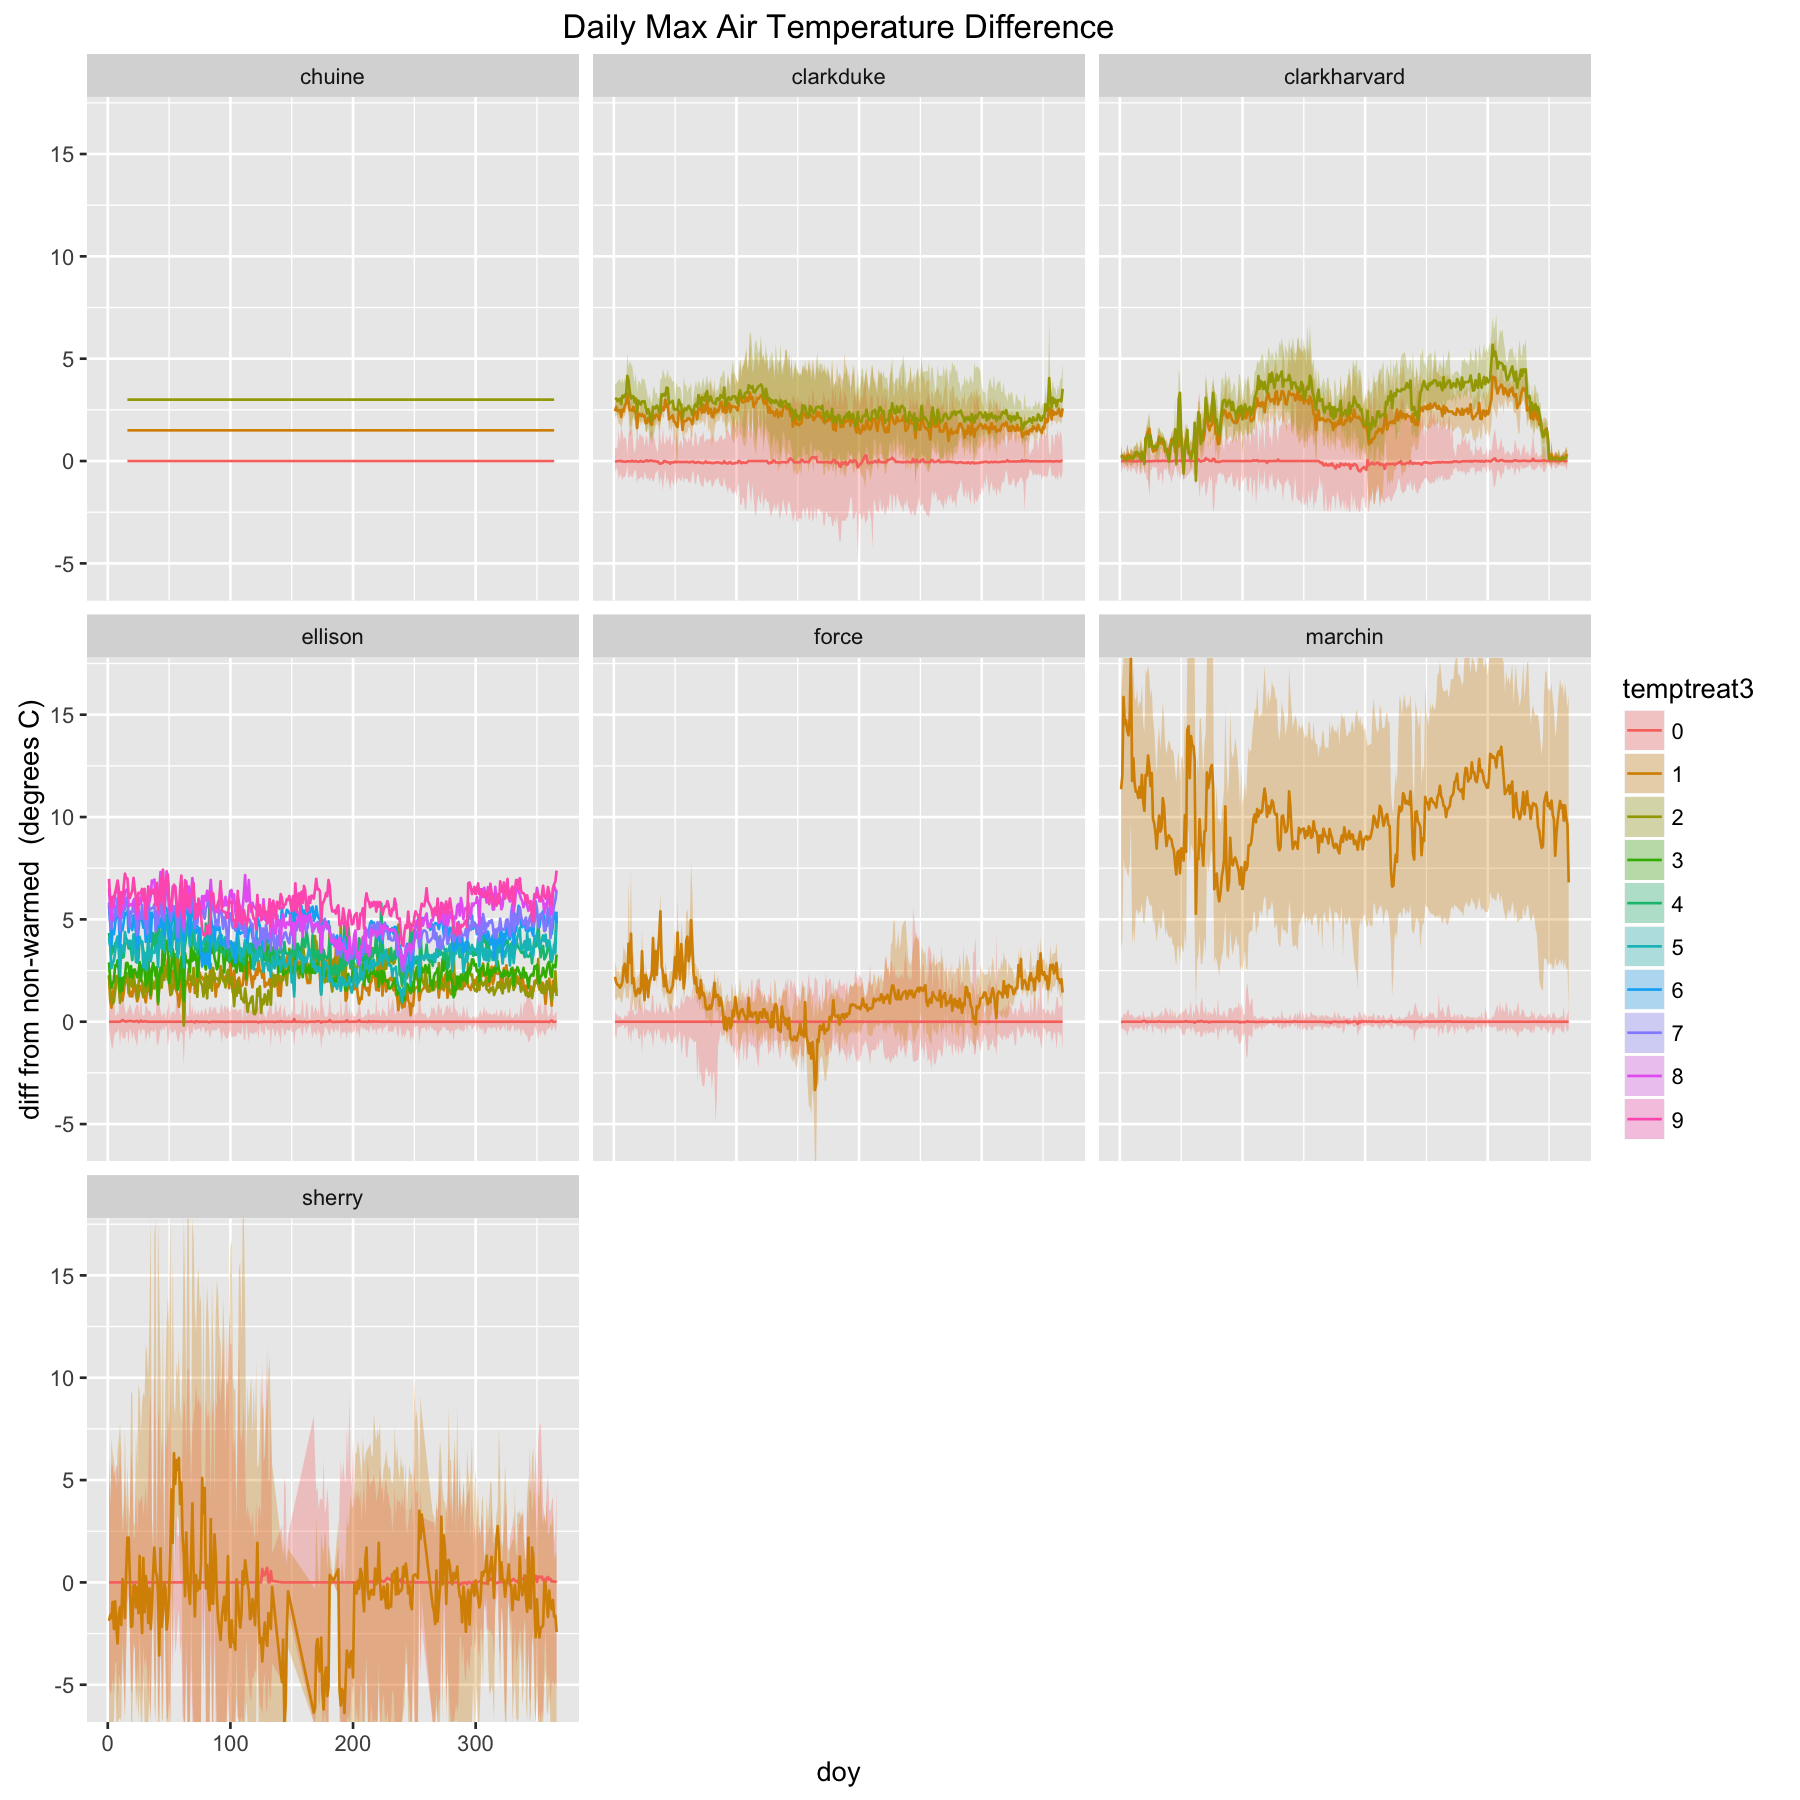 Daily Max Air Temperature Difference
chuine
clarkduke
clarkharvard
15
10
5
0
-5
ellison
force
marchin
15
10
5
0
-5
diff from non-warmed  (degrees C)
temptreat3
0
1
2
3
4
5
6
7
8
9
sherry
15
10
5
0
-5
0 100 200 300
doy